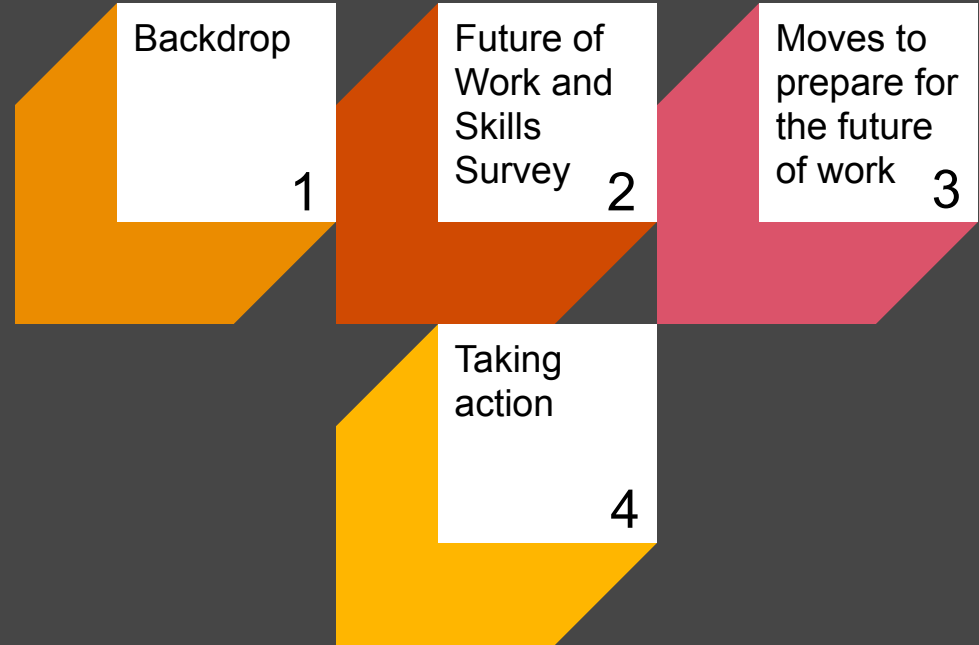 Backdrop
1
Future of
Work and
Skills
Survey
2
Moves to
prepare for
the future
of work
3
Taking
action
4